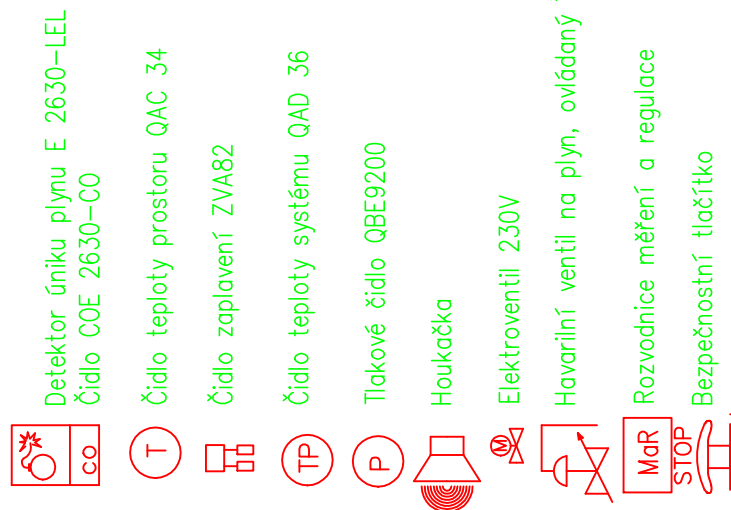 Detektor úniku plynu E 2630-LEL
Čidlo COE 2630-CO
CO
Čidlo teploty prostoru QAC 34
T
Čidlo zaplavení ZVA82
Čidlo teploty systému QAD 36
TP
Tlakové čidlo QBE9200
P
Houkačka
Elektroventil 230V
M
Havarilní ventil na plyn, ovládaný
Rozvodnice měření a regulace
MaR
Bezpečnostní tlačítko
STOP